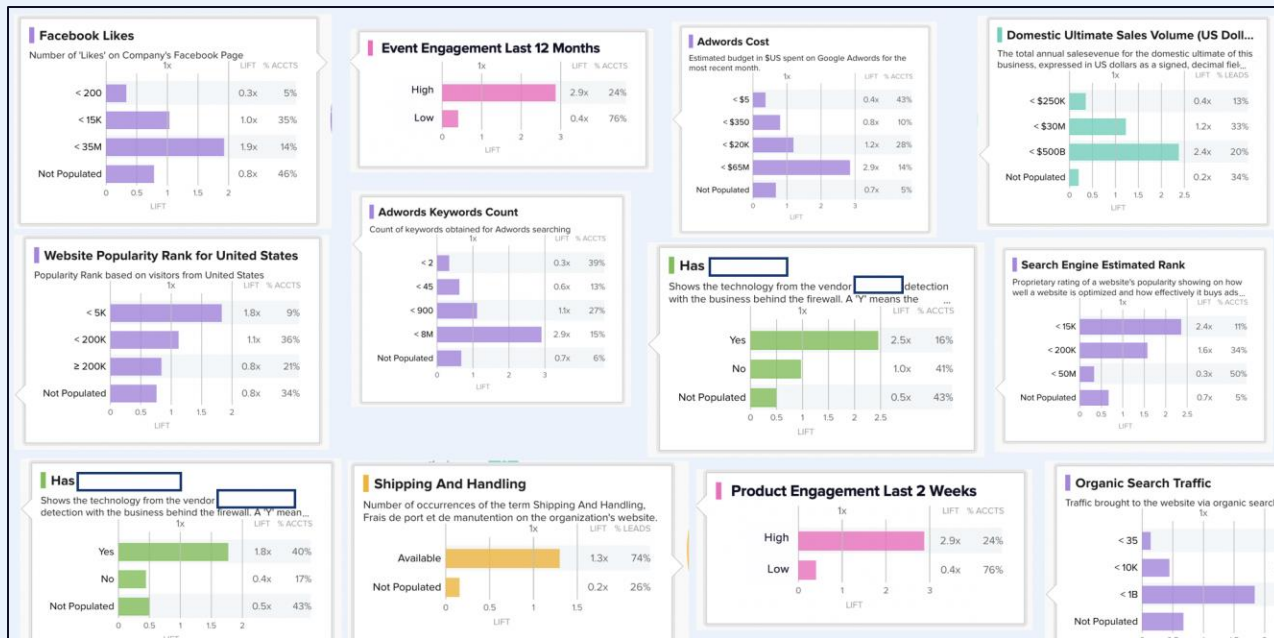 Facebook Likes
Number of 'Likes' on Company's Facebook Page
1x LIFT % ACCTS
< 200 0.3x 5%
< 15K 1.0x 35%
< 35M 1.9x 14%
Not Populated 0.8x 46%
0 0.5 1 1.5 2
LIFT
Event Engagement Last 12 Months
1x LIFT % ACCTS
High 2.9x 24%
Low 0.4x 76%
0 1 2 3
LIFT
Adwords Cost
Estimated budget in $US spent on Google Adwords for the
most recent month.
1x LIFT % ACCTS
< $5 0.4x 43%
< $350 0.8x 10%
< $20K 1.2x 28%
< $65M 2.9x 14%
Not Populated 0.7x 5%
0 1 2 3
LIFT
Domestic Ultimate Sales Volume (US Doll...
The total annual salesevenue for the domestic ultimate of this
business, expressed in US dollars as a signed, decimal fiel...
1x LIFT % LEADS
< $250K 0.4x 13%
< $30M 1.2x 33%
< $500B 2.4x 20%
Not Populated 0.2x 34%
0 0.5 1 1.5 2 2.5
LIFT
Website Popularity Rank for United States
Popularity Rank based on visitors from United States
1x LIFT % ACCTS
< 5K 1.8x 9%
< 200K 1.1x 36%
≥ 200K 0.8x 21%
Not Populated 0.8x 34%
0 0.5 1 1.5 2
LIFT
Adwords Keywords Count
Count of keywords obtained for Adwords searching
1x LIFT % ACCTS
< 2 0.3x 39%
< 45 0.6x 13%
< 900 1.1x 27%
< 8M 2.9x 15%
Not Populated 0.7x 6%
0 1 2 3
LIFT
Has
Shows the technology from the vendor detection
with the business behind the firewall. A 'Y' means the ...
1x LIFT % ACCTS
Yes 2.5x 16%
No 1.0x 41%
Not Populated 0.5x 43%
0 0.5 1 1.5 2 2.5
LIFT
Search Engine Estimated Rank
Proprietary rating of a website's popularity showing on how
well a website is optimized and how effectively it buys ads...
1x LIFT % ACCTS
< 15K 2.4x 11%
< 200K 1.6x 34%
< 50M 0.3x 50%
Not Populated 0.7x 5%
0 0.5 1 1.5 2 2.5
LIFT
Has
Shows the technology from the vendor
detection with the business behind the firewall. A 'Y' mean...
1x LIFT % ACCTS
Yes 1.8x 40%
No 0.4x 17%
Not Populated 0.5x 43%
0 0.5 1 1.5 2
LIFT
Shipping And Handling
Number of occurrences of the term Shipping And Handling,
Frais de port et de manutention on the organization's website.
1x LIFT % LEADS
Available 1.3x 74%
Not Populated 0.2x 26%
0 0.5 1 1.5
LIFT
Product Engagement Last 2 Weeks
1x LIFT % ACCTS
High 2.9x 24%
Low 0.4x 76%
0 1 2 3
LIFT
Organic Search Traffic
Traffic brought to the website via organic search
1x
< 35
< 10K
< 1B
Not Populated